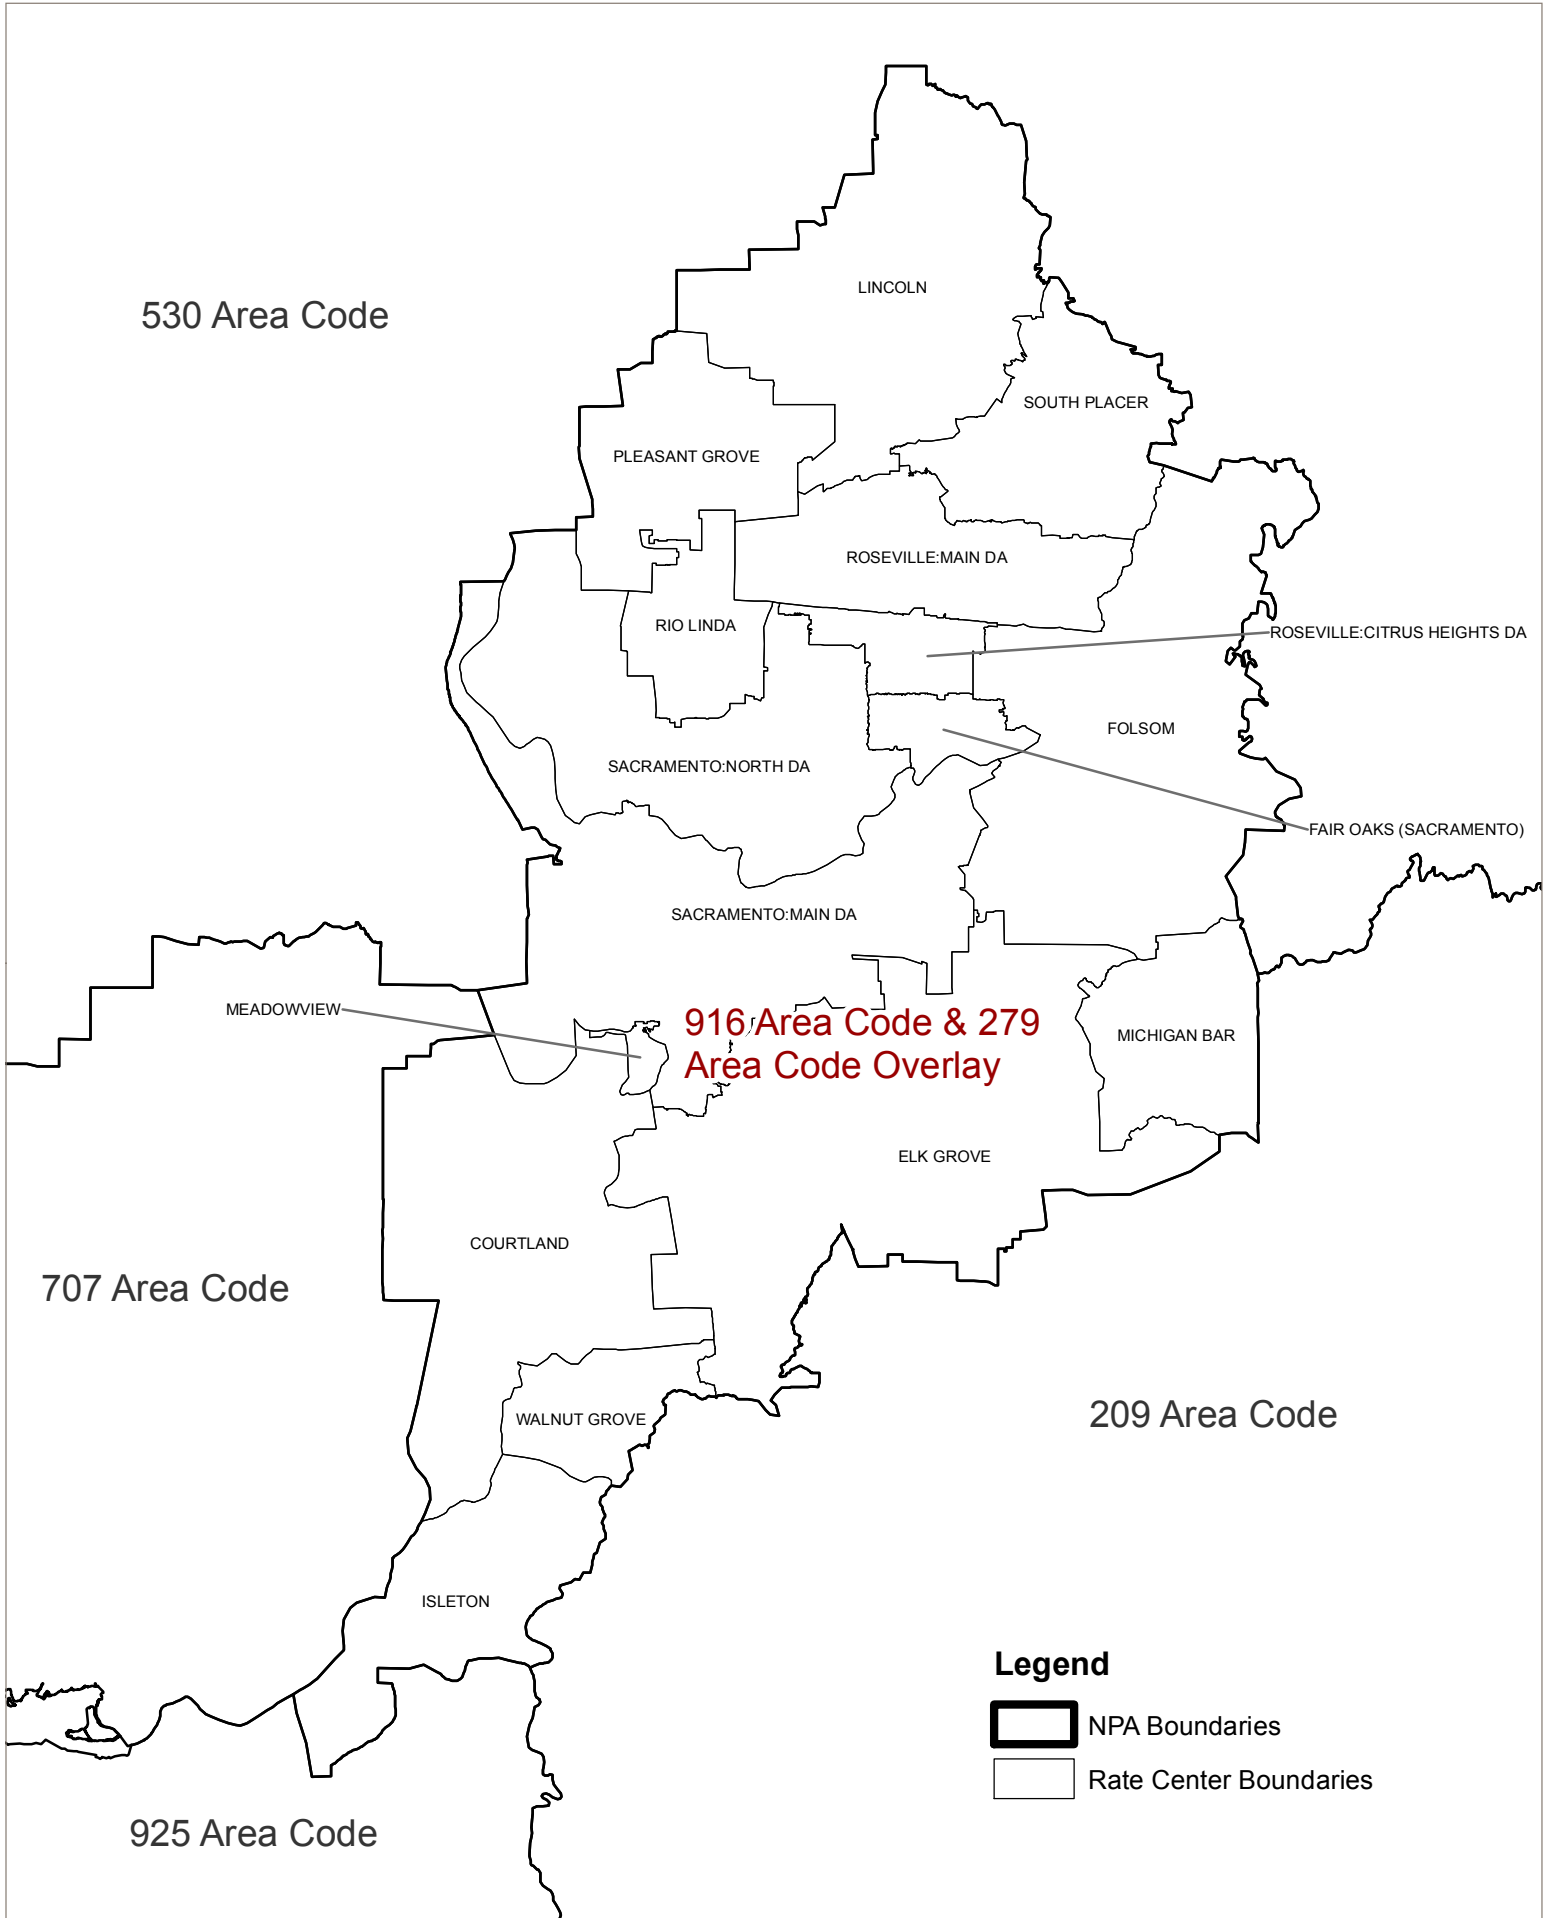 LINCOLN
530 Area Code
SOUTH PLACER
PLEASANT GROVE
ROSEVILLE:MAIN DA
RIO LINDA
ROSEVILLE:CITRUS HEIGHTS DA
FOLSOM
SACRAMENTO:NORTH DA
FAIR OAKS (SACRAMENTO)
SACRAMENTO:MAIN DA
MEADOWVIEW
916 Area Code & 279
Area Code Overlay
MICHIGAN BAR
ELK GROVE
COURTLAND
707 Area Code
WALNUT GROVE
209 Area Code
ISLETON
Legend
NPA Boundaries
Rate Center Boundaries
925 Area Code